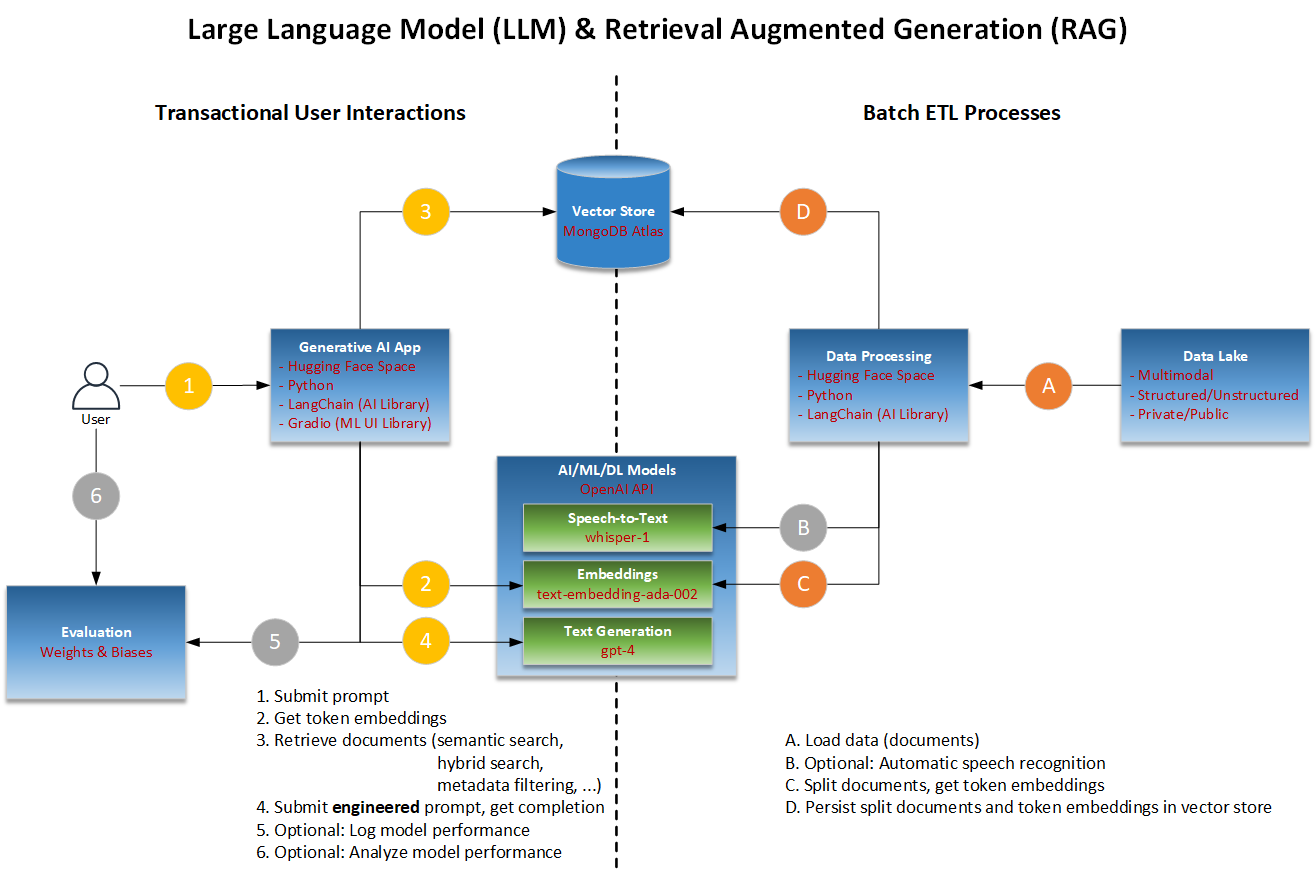 Large Language Model (LLM) & Retrieval Augmented Generation (RAG)
Transactional User Interactions
Batch ETL Processes
3
Vector Store
MongoDB Atlas
D
User
1
Generative AI App
- Hugging Face Space
- Python
- LangChain (AI Library)
- Gradio (ML UI Library)
Data Processing
- Hugging Face Space
- Python
- LangChain (AI Library)
A
Data Lake
- Multimodal
- Structured/Unstructured
- Private/Public
6
AI/ML/DL Models
OpenAI API
Speech-to-Text
whisper-1
B
2
Embeddings
text-embedding-ada-002
C
Evaluation
Weights & Biases
5
4
Text Generation
gpt-4
1. Submit prompt
2. Get token embeddings
3. Retrieve documents (semantic search,
hybrid search,
metadata filtering, ...)
4. Submit engineered prompt, get completion
5. Optional: Log model performance
6. Optional: Analyze model performance
A. Load data (documents)
B. Optional: Automatic speech recognition
C. Split documents, get token embeddings
D. Persist split documents and token embeddings in vector store